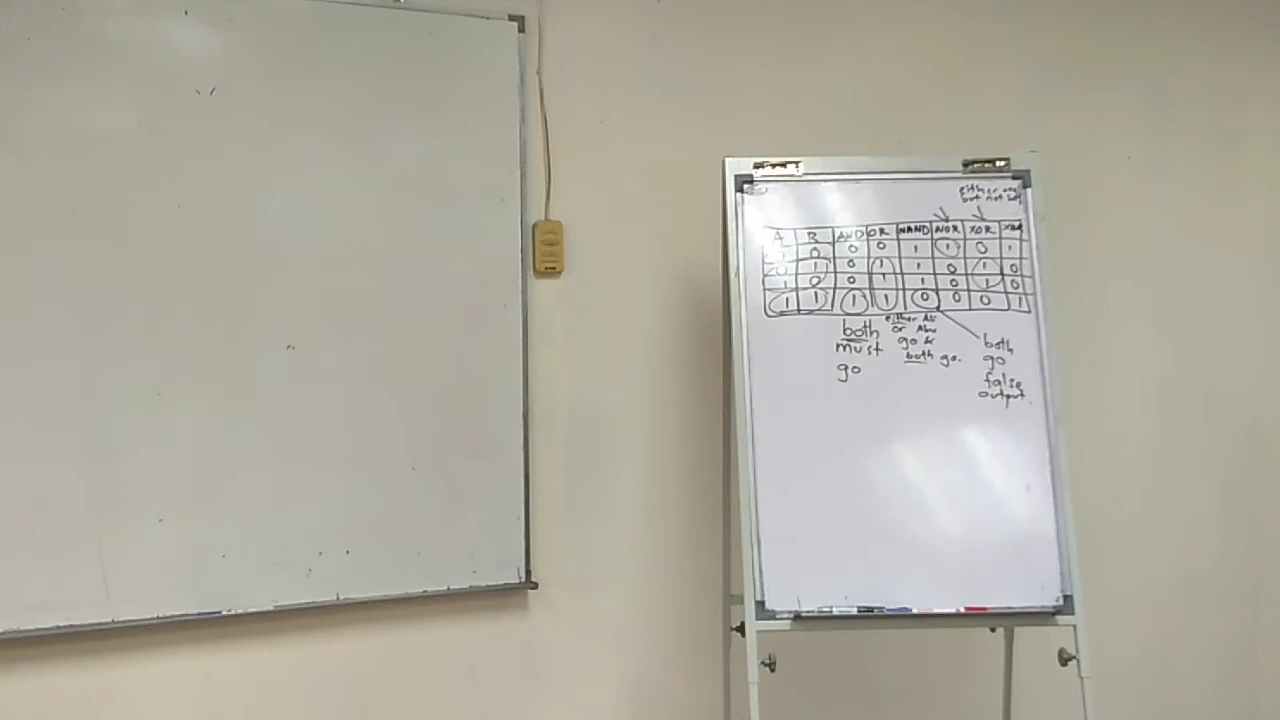 either one
but not both
A B AND OR NAND NOR XOR
0 0 0 0 1 1 0 1
0 1 0 1 1 0 1 0
1 0 0 1 1 0 1 0
1 1 1 1 0 0 0 1
both
must
go
either Ali
or Abu
go &
both go.
both
go
false
output